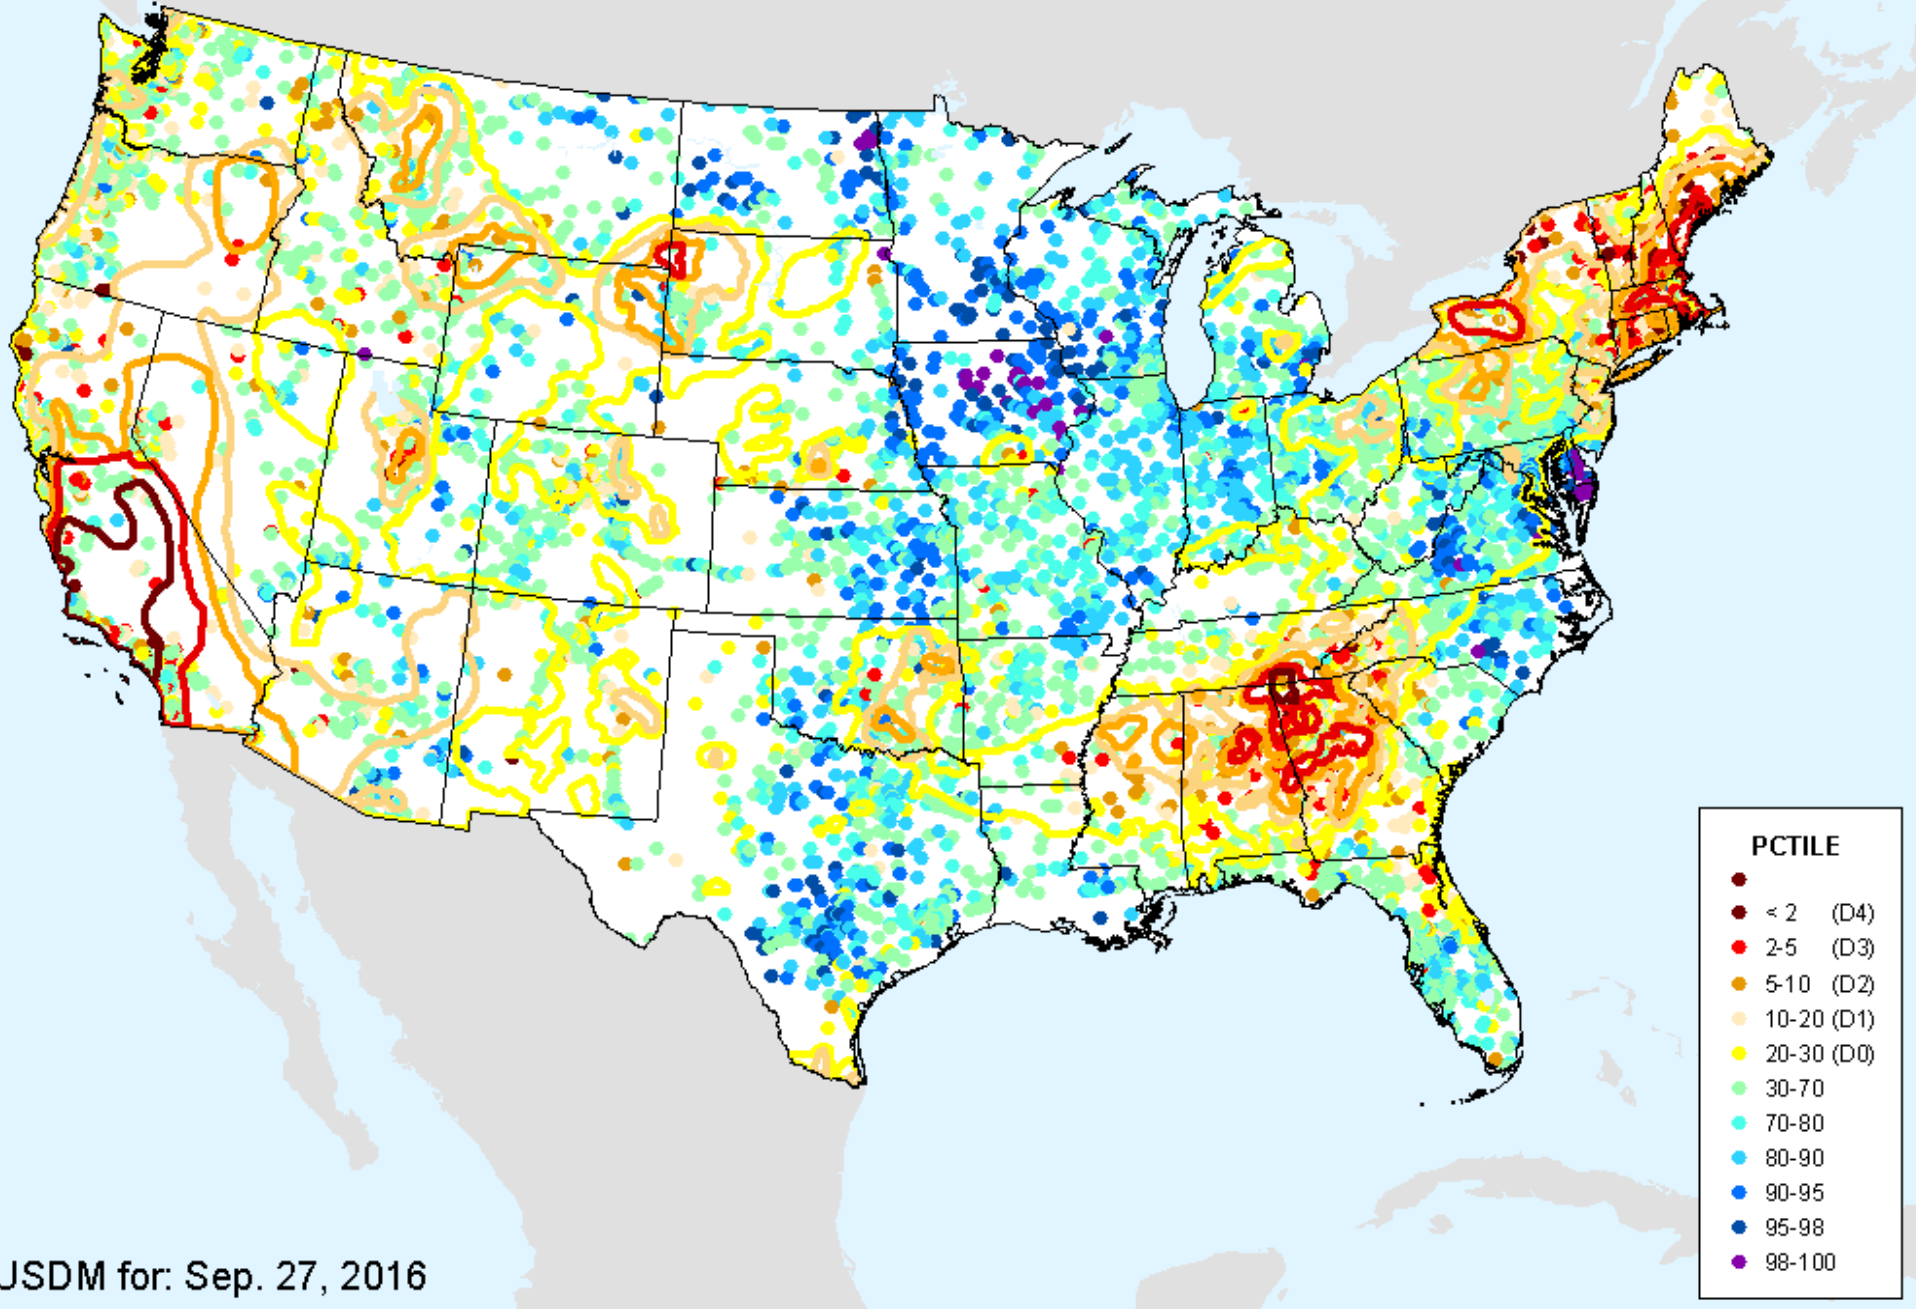 PCTILE
< 2 (D4)
2-5 (D3)
5-10 (D2)
10-20 (D1)
20-30 (D0)
30-70
70-80
80-90
90-95
95-98
98-100
USDM for: Sep. 27, 2016